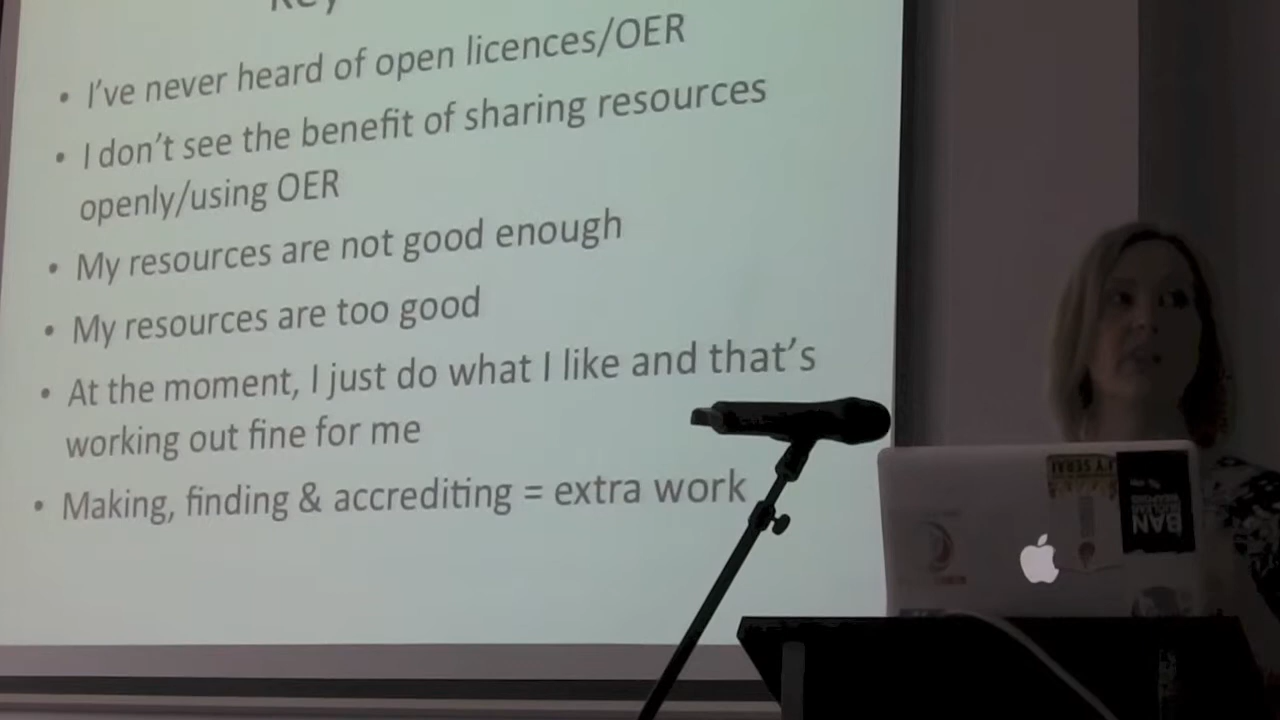 Key
• I've never heard of open licences/OER
• I don't see the benefit of sharing resources
openly/using OER
• My resources are not good enough
• My resources are too good
• At the moment, I just do what I like and that's
working out fine for me
• Making, finding & accrediting = extra work
BAN